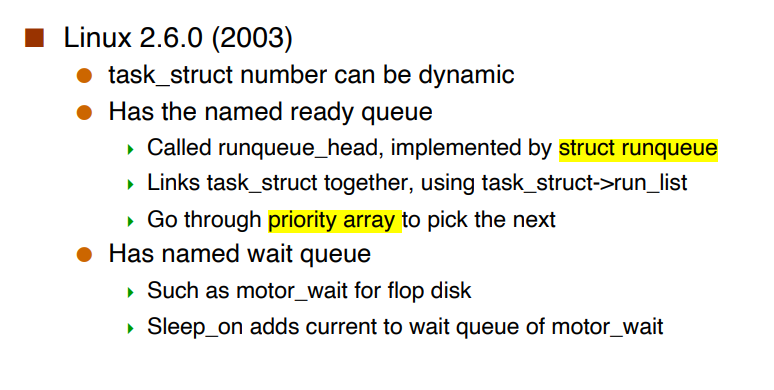 Linux 2.6.0 (2003)
task_struct number can be dynamic
Has the named ready queue
Called runqueue_head, implemented by struct runqueue
Links task_struct together, using task_struct->run_list
Go through priority array to pick the next
Has named wait queue
Such as motor_wait for flop disk
Sleep_on adds current to wait queue of motor_wait